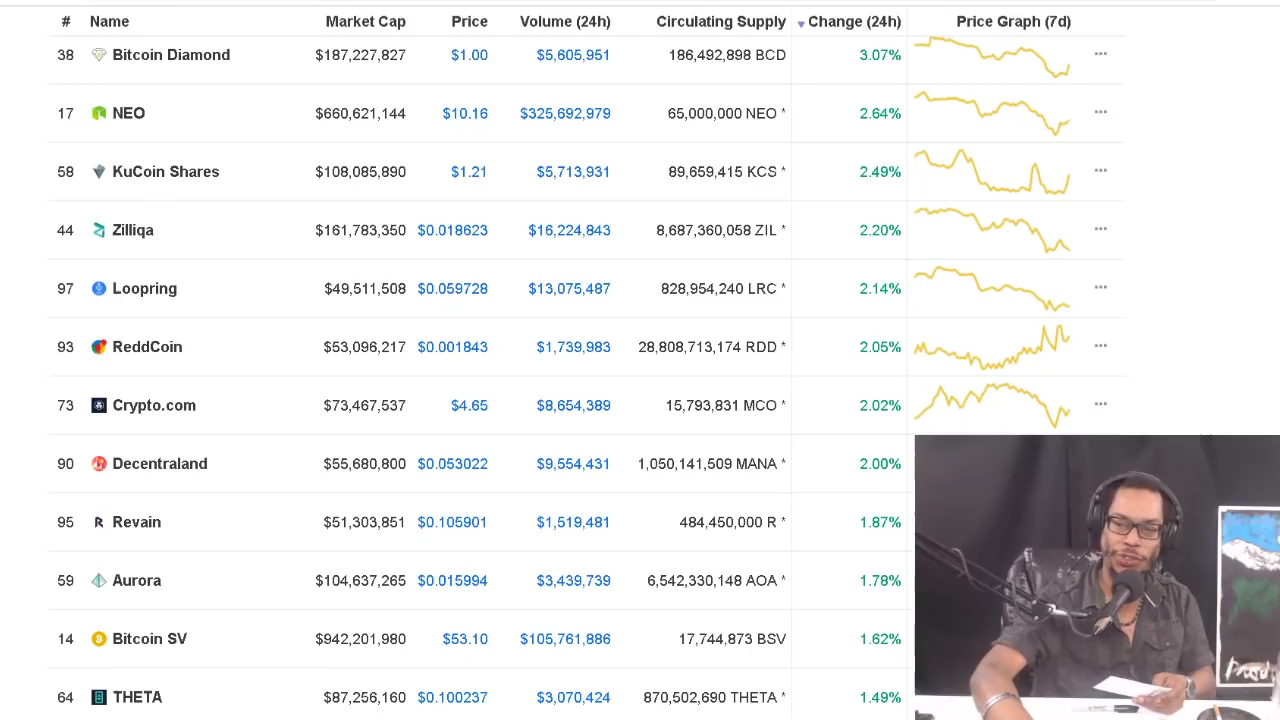 # Name Market Cap Price Volume (24h) Circulating Supply Change (24h) Price Graph (7d)
38 Bitcoin Diamond $187,227,827 $1.00 $5,605,951 186,492,898 BCD 3.07%
17 NEO $660,621,144 $10.16 $325,692,979 65,000,000 NEO * 2.64%
58 KuCoin Shares $108,085,890 $1.21 $5,713,931 89,659,415 KCS * 2.49%
44 Zilliqa $161,783,350 $0.018623 $16,224,843 8,687,360,058 ZIL * 2.20%
97 Loopring $49,511,508 $0.059728 $13,075,487 828,954,240 LRC * 2.14%
93 ReddCoin $53,096,217 $0.001843 $1,739,983 28,808,713,174 RDD * 2.05%
73 Crypto.com $73,467,537 $4.65 $8,654,389 15,793,831 MCO * 2.02%
90 Decentraland $55,680,800 $0.053022 $9,554,431 1,050,141,509 MANA * 2.00%
95 Revain $51,303,851 $0.105901 $1,519,481 484,450,000 R * 1.87%
59 Aurora $104,637,265 $0.015994 $3,439,739 6,542,330,148 AOA * 1.78%
14 Bitcoin SV $942,201,980 $53.10 $105,761,886 17,744,873 BSV 1.62%
64 THETA $87,256,160 $0.100237 $3,070,424 870,502,690 THETA * 1.49%